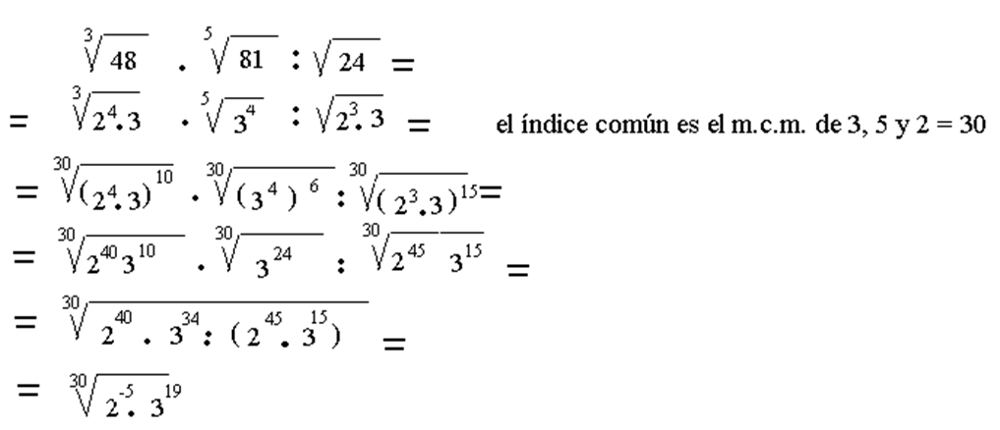 ∛48 . ⁵√81 : √24 =
= ∛2⁴.3 . ⁵√3⁴ : √2³.3 = el índice común es el m.c.m. de 3, 5 y 2 = 30
= ³⁰√(2⁴.3)¹⁰ . ³⁰√(3⁴)⁶ : ³⁰√(2³.3)¹⁵ =
= ³⁰√2⁴⁰3¹⁰ . ³⁰√3²⁴ : ³⁰√2⁴⁵ 3¹⁵ =
= ³⁰√2⁴⁰ . 3³⁴ : (2⁴⁵ . 3¹⁵) =
= ³⁰√2⁻⁵ . 3¹⁹